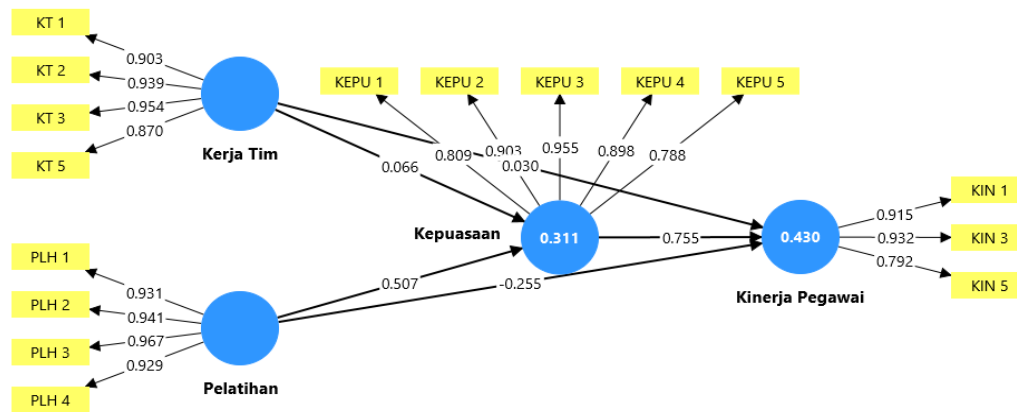 KT 1
KT 2
KT 3
KT 5
0.903
0.939
0.954
0.870
Kerja Tim
KEPU 1
KEPU 2
KEPU 3
KEPU 4
KEPU 5
0.809
0.903
0.955
0.898
0.788
0.066
0.030
Kepuasaan
0.311
0.755
0.430
Kinerja Pegawai
KIN 1
KIN 3
KIN 5
0.915
0.932
0.792
PLH 1
PLH 2
PLH 3
PLH 4
0.931
0.941
0.967
0.929
Pelatihan
0.507
-0.255